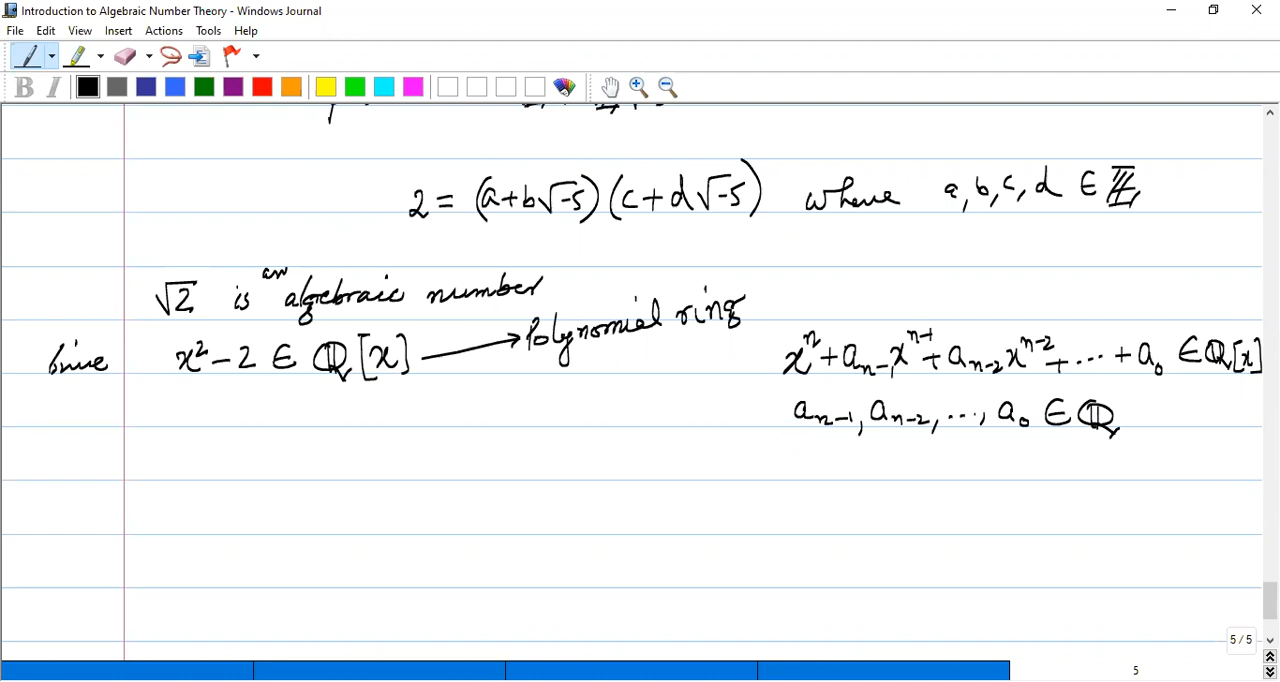 Introduction to Algebraic Number Theory - Windows Journal
File Edit View Insert Actions Tools Help
B I
2 = (a+b√-5)(c+d√-5) where a, b, c, d ∈ ℤ
√2 is an algebraic number
Since x² - 2 ∈ ℚ[x] → Polynomial ring
xⁿ + aₙ₋₁xⁿ⁻¹ + aₙ₋₂xⁿ⁻² + ... + a₀ ∈ ℚ[x]
aₙ₋₁, aₙ₋₂, ..., a₀ ∈ ℚ
5/5
5